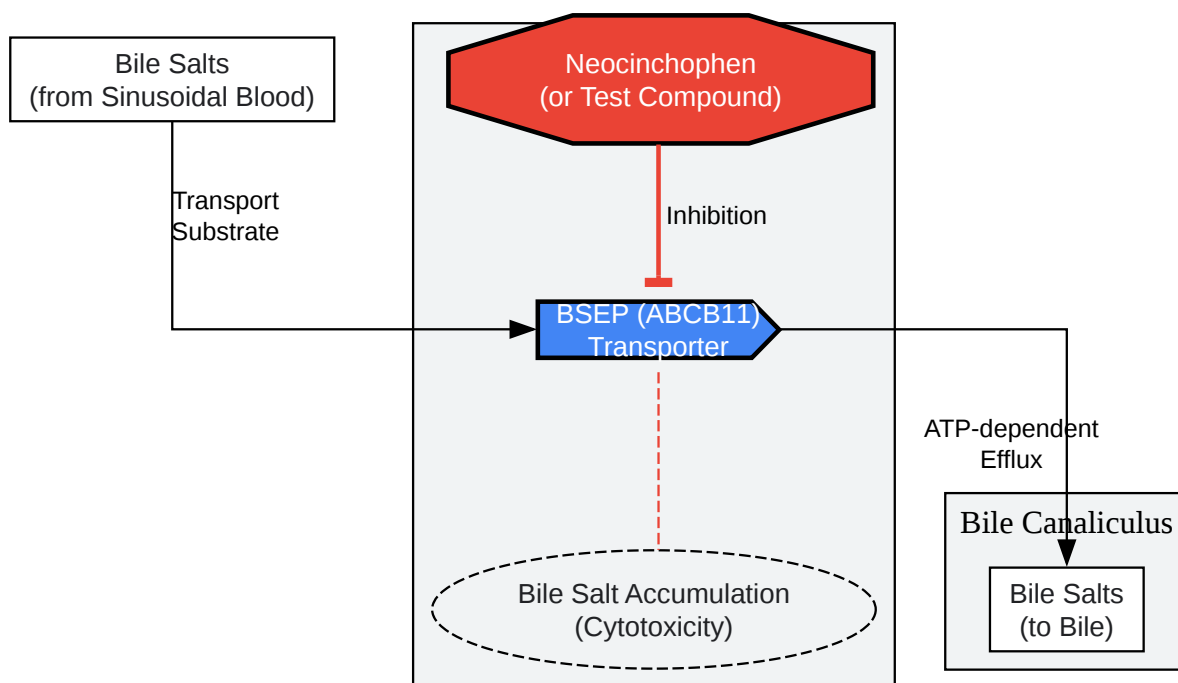 Bile Salts
(from Sinusoidal Blood)
Neocinchophen
(or Test Compound)
Transport
Substrate
Inhibition
BSEP (ABCB11)
Transporter
ATP-dependent
Efflux
Bile Canaliculus
Bile Salt Accumulation
(Cytotoxicity)
Bile Salts
(to Bile)